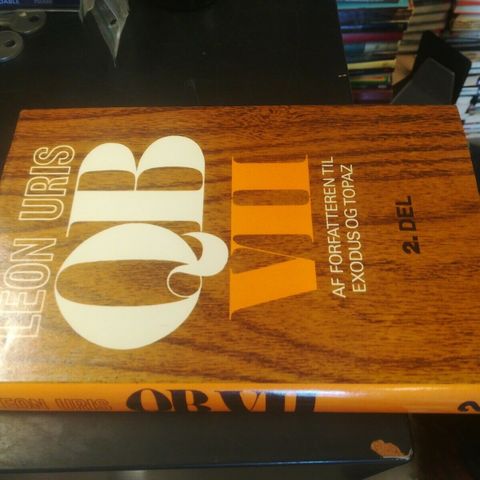 LEON URIS
QB
VII
AF FORFATTEREN TIL
EXODUS OG TOPAZ
2. DEL
LEON URIS QB VII 2